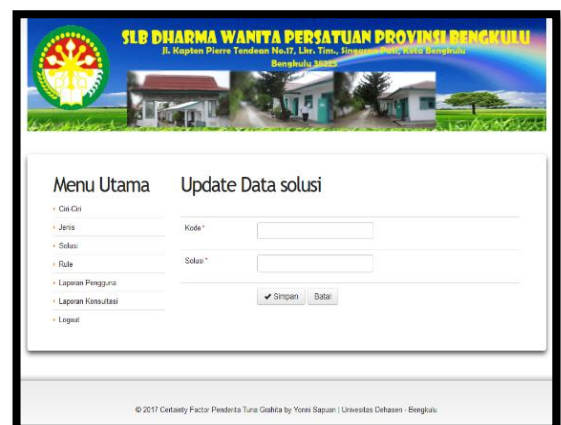 SLB DHARMA WANITA PERSATUAN PROVINSI BENGKULU
Jl. Kapten Pierre Tendean No.17, Lkr. Tim., Singaran Pati, Kota Bengkulu
Bengkulu 38225
Menu Utama
Ciri-Ciri
Jenis
Solusi
Rule
Laporan Pengguna
Laporan Konsultasi
Logout
Update Data solusi
Kode *
Solusi *
✔ Simpan Batal
© 2017 Certainty Factor Penderita Tuna Grahita by Yonni Sapuan | Univesitas Dehasen - Bengkulu